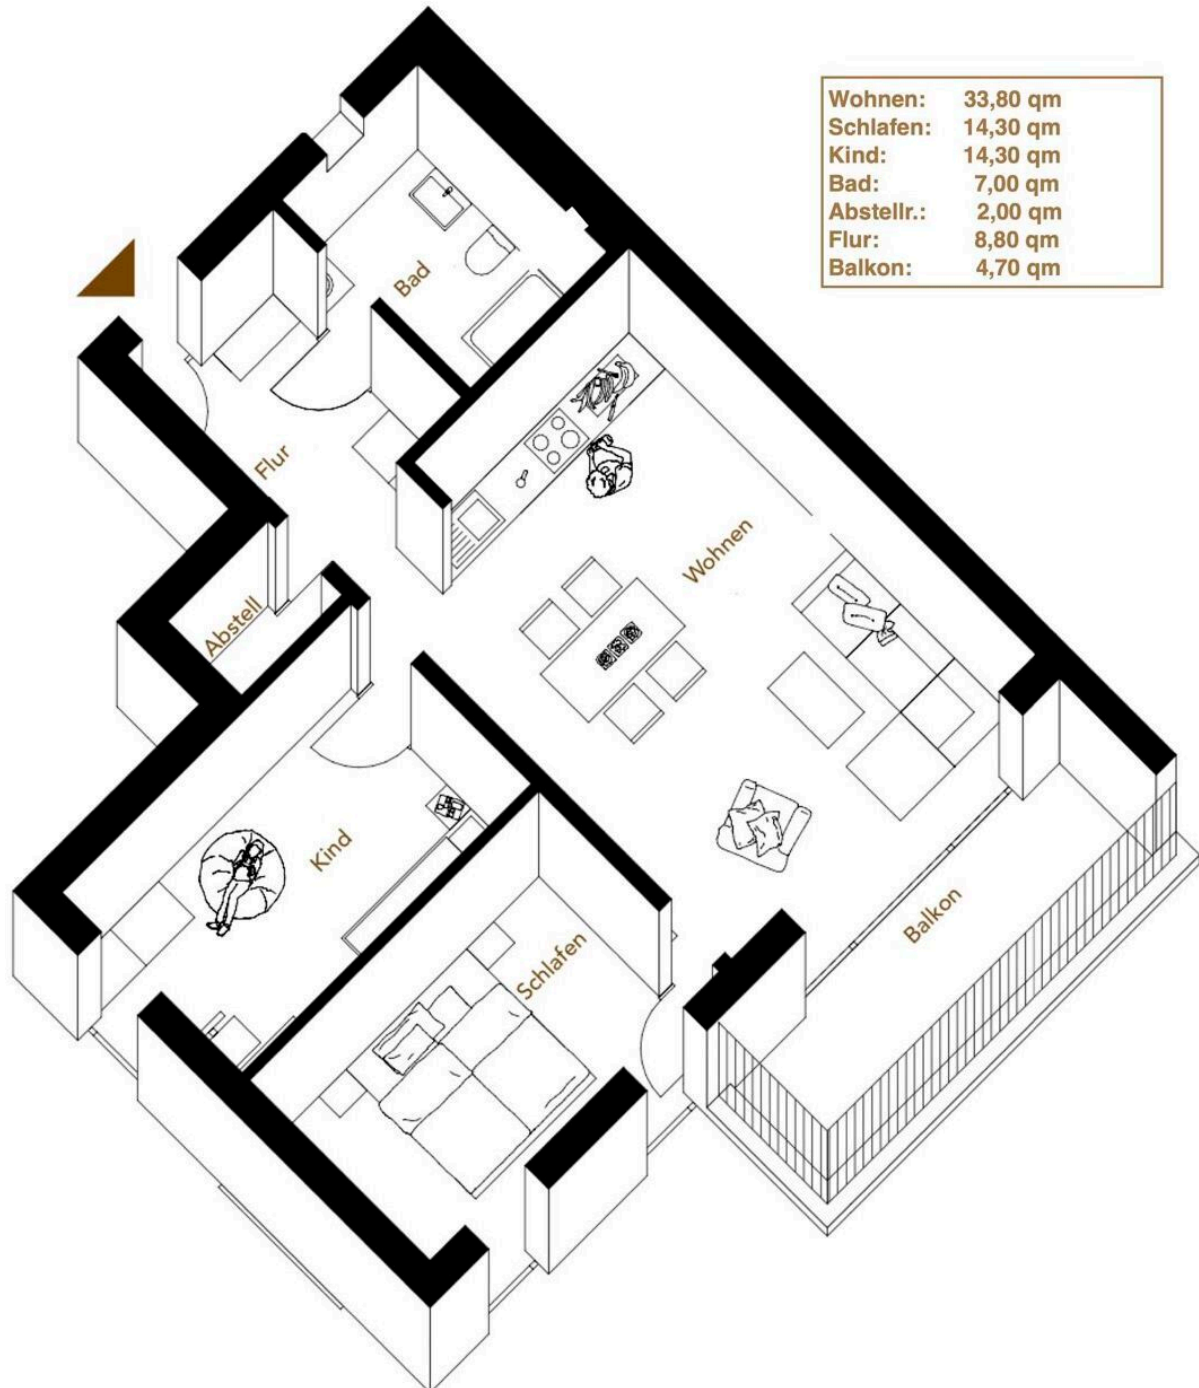 Wohnen: 33,80 qm
Schlafen: 14,30 qm
Kind: 14,30 qm
Bad: 7,00 qm
Abstellr.: 2,00 qm
Flur: 8,80 qm
Balkon: 4,70 qm
Bad
Flur
Wohnen
Abstell
Kind
Schlafen
Balkon